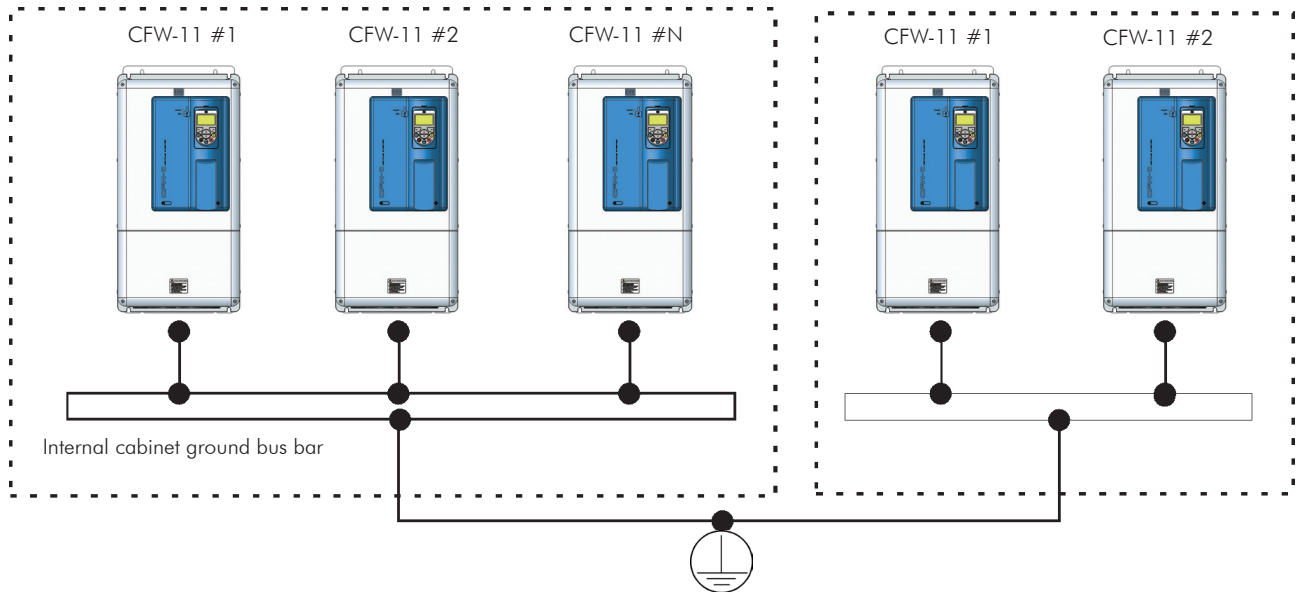 CFW-11 #1
CFW-11 #2
CFW-11 #N
CFW-11 #1
CFW-11 #2
Internal cabinet ground bus bar